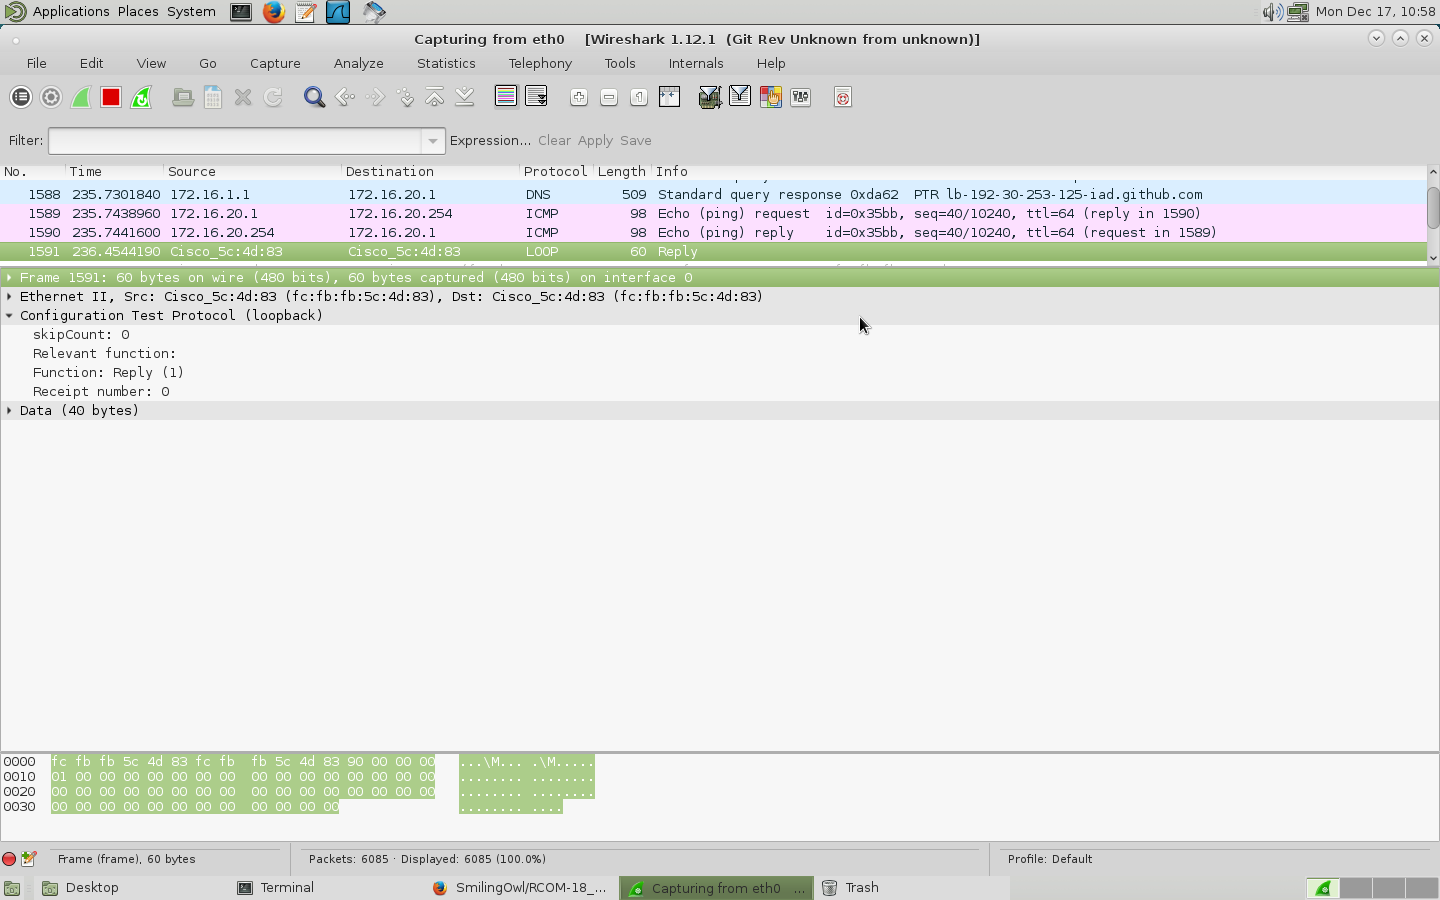 Applications Places System Mon Dec 17, 10:58
Capturing from eth0 [Wireshark 1.12.1 (Git Rev Unknown from unknown)]
File Edit View Go Capture Analyze Statistics Telephony Tools Internals Help
Filter: Expression... Clear Apply Save
No. Time Source Destination Protocol Length Info
1588 235.7301840 172.16.1.1 172.16.20.1 DNS 509 Standard query response 0xda62 PTR lb-192-30-253-125-iad.github.com
1589 235.7438960 172.16.20.1 172.16.20.254 ICMP 98 Echo (ping) request id=0x35bb, seq=40/10240, ttl=64 (reply in 1590)
1590 235.7441600 172.16.20.254 172.16.20.1 ICMP 98 Echo (ping) reply id=0x35bb, seq=40/10240, ttl=64 (request in 1589)
1591 236.4544190 Cisco_5c:4d:83 Cisco_5c:4d:83 LOOP 60 Reply
Frame 1591: 60 bytes on wire (480 bits), 60 bytes captured (480 bits) on interface 0
Ethernet II, Src: Cisco_5c:4d:83 (fc:fb:fb:5c:4d:83), Dst: Cisco_5c:4d:83 (fc:fb:fb:5c:4d:83)
Configuration Test Protocol (loopback)
skipCount: 0
Relevant function:
Function: Reply (1)
Receipt number: 0
Data (40 bytes)
0000 fc fb fb 5c 4d 83 fc fb fb 5c 4d 83 90 00 00 00 ...\M... .\M.....
0010 01 00 00 00 00 00 00 00 00 00 00 00 00 00 00 00 ........ ........
0020 00 00 00 00 00 00 00 00 00 00 00 00 00 00 00 00 ........ ........
0030 00 00 00 00 00 00 00 00 00 00 00 00 ........ ....
Frame (frame), 60 bytes Packets: 6085 · Displayed: 6085 (100.0%) Profile: Default
Desktop Terminal SmilingOwl/RCOM-18_... Capturing from eth0 ... Trash